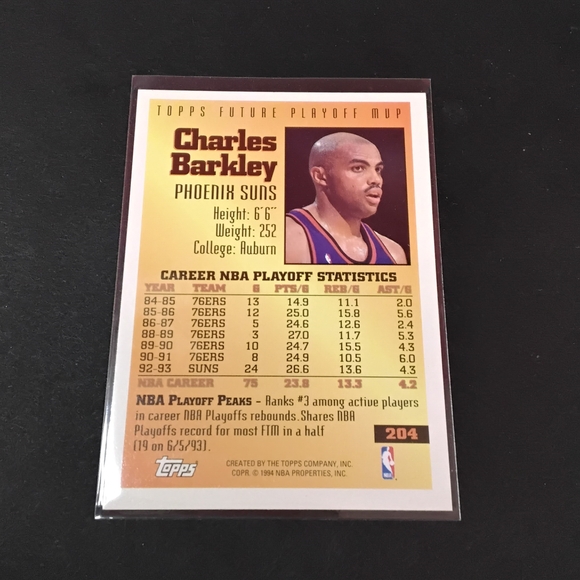 TOPPS FUTURE PLAYOFF MVP
Charles
Barkley
PHOENIX SUNS
Height: 6'6"
Weight: 252
College: Auburn
CAREER NBA PLAYOFF STATISTICS
YEAR TEAM G PTS/G REB/G AST/G
84-85 76ERS 13 14.9 11.1 2.0
85-86 76ERS 12 25.0 15.8 5.6
86-87 76ERS 5 24.6 12.6 2.4
88-89 76ERS 3 27.0 11.7 5.3
89-90 76ERS 10 24.7 15.5 4.3
90-91 76ERS 8 24.9 10.5 6.0
92-93 SUNS 24 26.6 13.6 4.3
NBA CAREER 75 23.8 13.3 4.2
NBA PLAYOFF PEAKS - Ranks #3 among active players
in career NBA Playoffs rebounds. Shares NBA
Playoffs record for most FTM in a half
(19 on 6/5/93).
204
Topps
CREATED BY THE TOPPS COMPANY, INC.
COPR. © 1994 NBA PROPERTIES, INC.